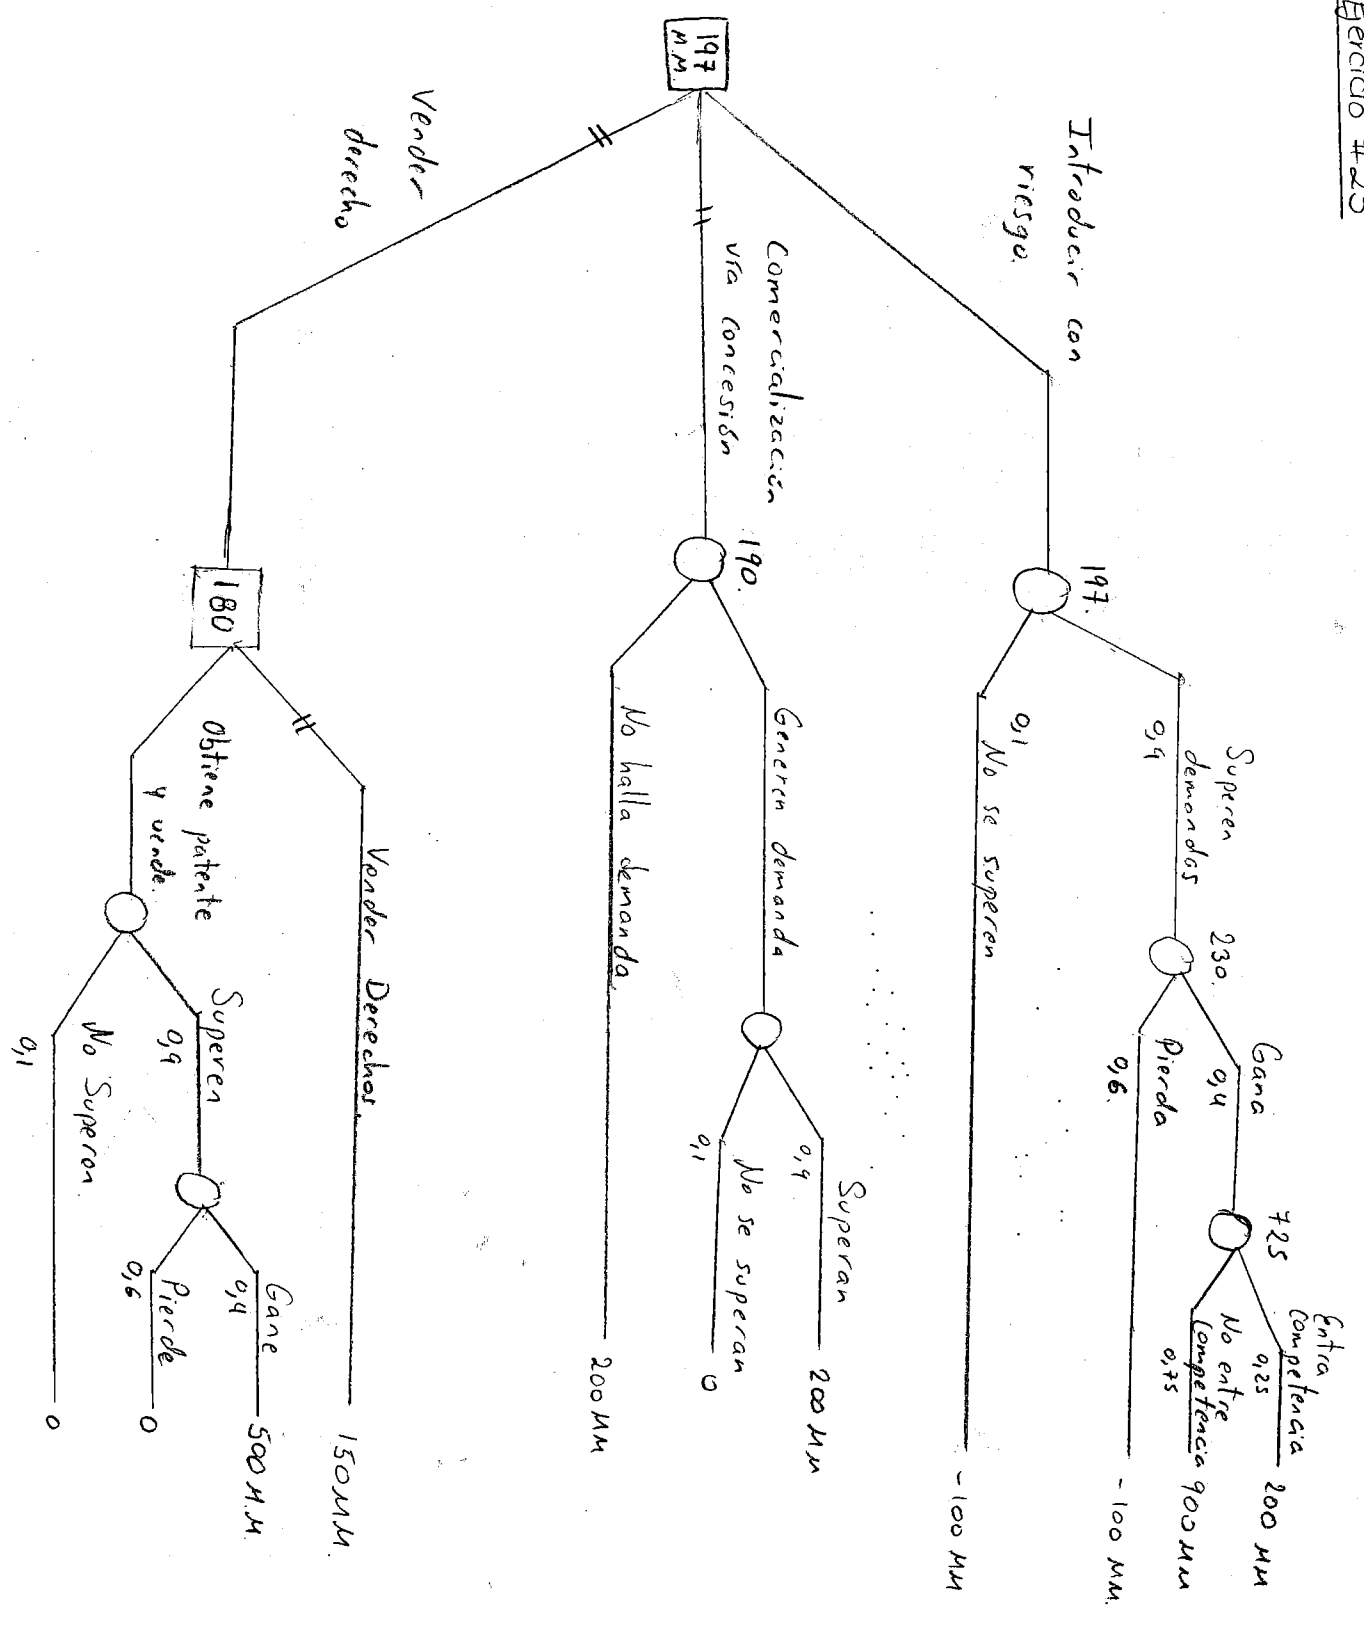 Ejercicio #25
197
M.M.
Introducir con
riesgo.
197.
Superen
demandas
0,9
230.
Gana
0,4
725
Entra
competencia
0,25
200 MM
No entre
competencia
0,75
900 MM
Pierda
0,6.
-100 MM.
0,1
No se superen
-100 MM
Comercialización
vía concesión
190.
Generen demanda
Superan
0,9
200 MM
No se superan
0,1
0
No halla demanda.
200 MM
Vender
derecho
180
Vender Derechos.
150 MM.
Obtiene patente
y vende.
Superen
0,9
Gane
0,4
500 M.M.
Pierde
0,6
0
No Superen
0,1
0